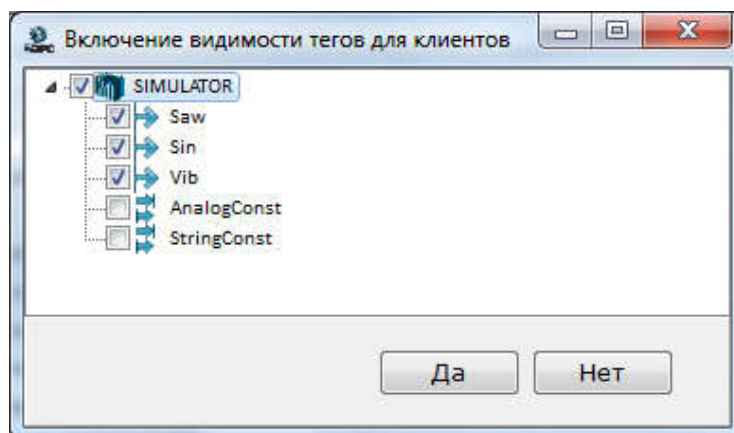 Включение видимости тегов для клиентов
SIMULATOR
Saw
Sin
Vib
AnalogConst
StringConst
Да
Нет